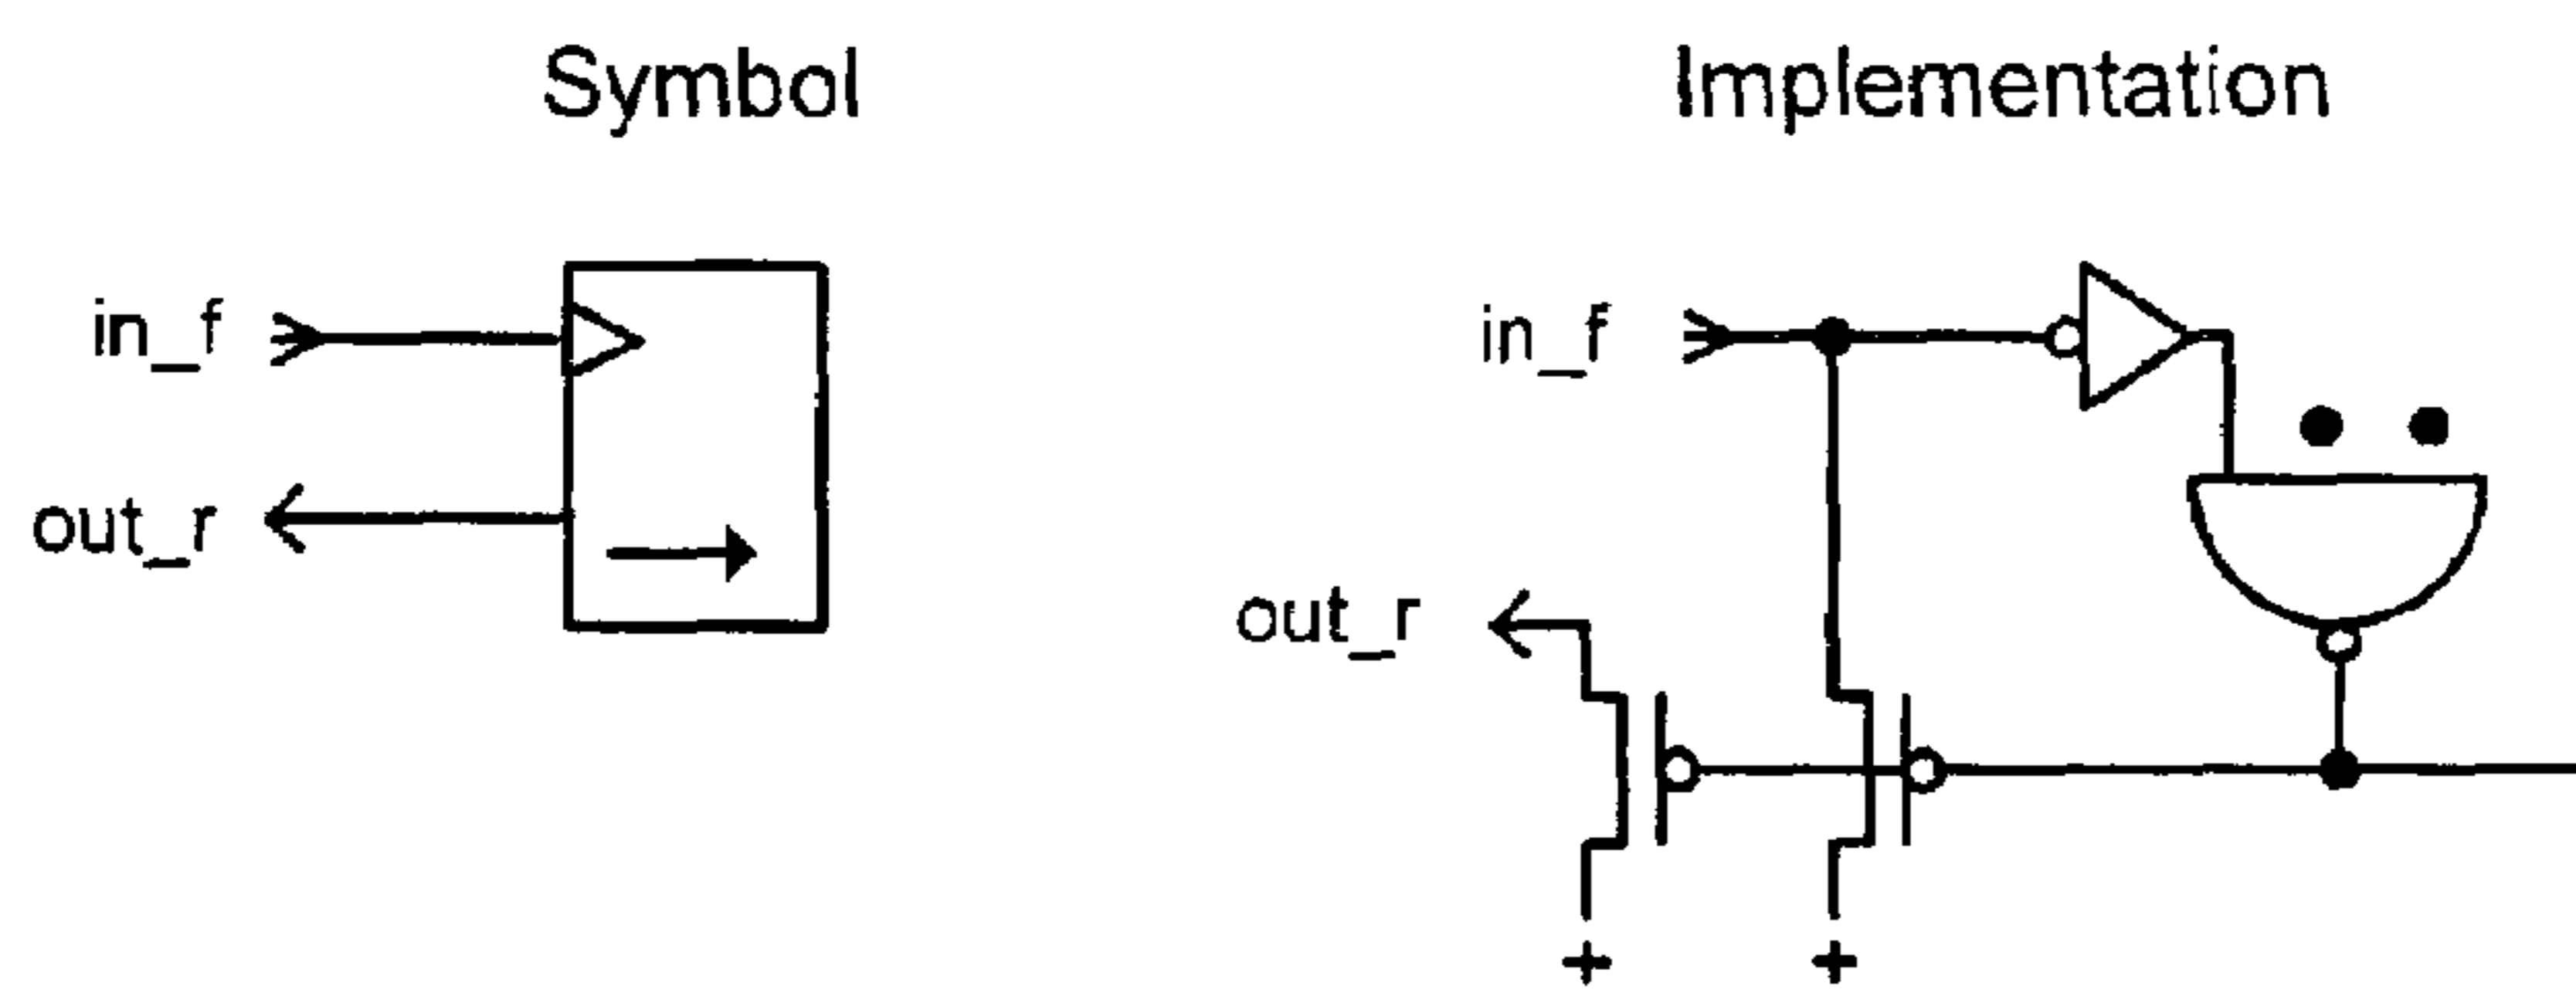 Symbol
Implementation
in_f
out_r
in_f
out_r
+
+